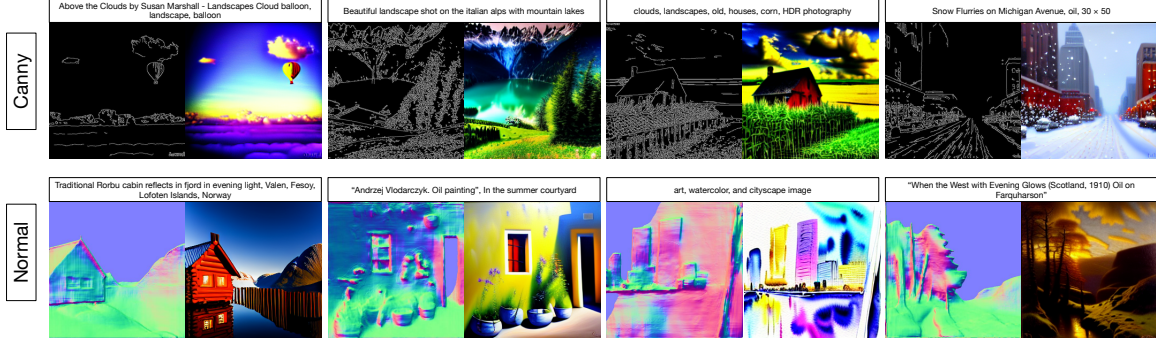 Above the Clouds by Susan Marshall - Landscapes Cloud balloon,
landscape, balloon
Beautiful landscape shot on the italian alps with mountain lakes
clouds, landscapes, old, houses, corn, HDR photography
Snow Flurries on Michigan Avenue, oil, 30 × 50
Canny
Traditional Rorbu cabin reflects in fjord in evening light, Valen, Fesoy,
Lofoten Islands, Norway
“Andrzej Vlodarczyk. Oil painting”, In the summer courtyard
art, watercolor, and cityscape image
“When the West with Evening Glows (Scotland, 1910) Oil on
Farquharson”
Normal